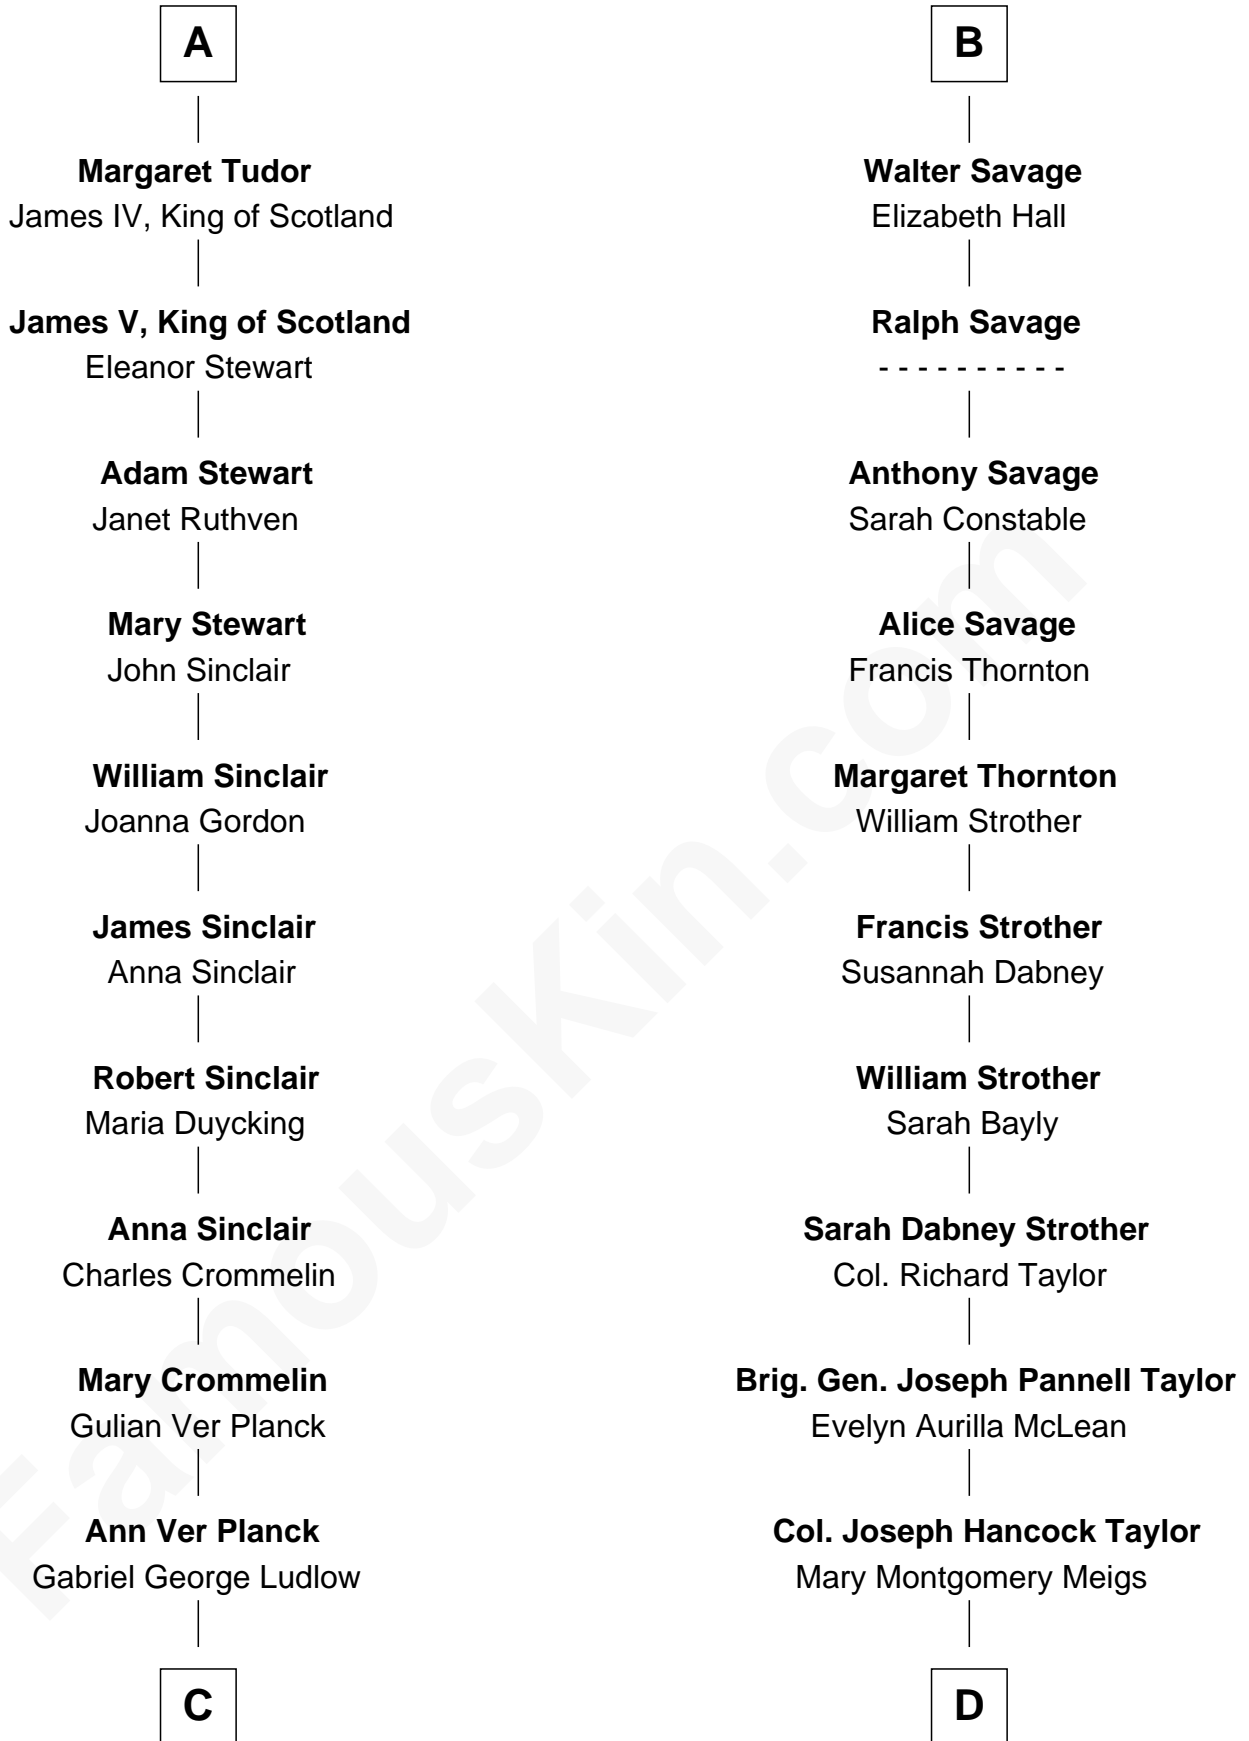 A
Margaret Tudor
James IV, King of Scotland
James V, King of Scotland
Eleanor Stewart
Adam Stewart
Janet Ruthven
Mary Stewart
John Sinclair
William Sinclair
Joanna Gordon
James Sinclair
Anna Sinclair
Robert Sinclair
Maria Duycking
Anna Sinclair
Charles Crommelin
Mary Crommelin
Gulian Ver Planck
Ann Ver Planck
Gabriel George Ludlow
C
B
Walter Savage
Elizabeth Hall
Ralph Savage
- - - - - - - - - -
Anthony Savage
Sarah Constable
Alice Savage
Francis Thornton
Margaret Thornton
William Strother
Francis Strother
Susannah Dabney
William Strother
Sarah Bayly
Sarah Dabney Strother
Col. Richard Taylor
Brig. Gen. Joseph Pannell Taylor
Evelyn Aurilla McLean
Col. Joseph Hancock Taylor
Mary Montgomery Meigs
D
FamousKin.com